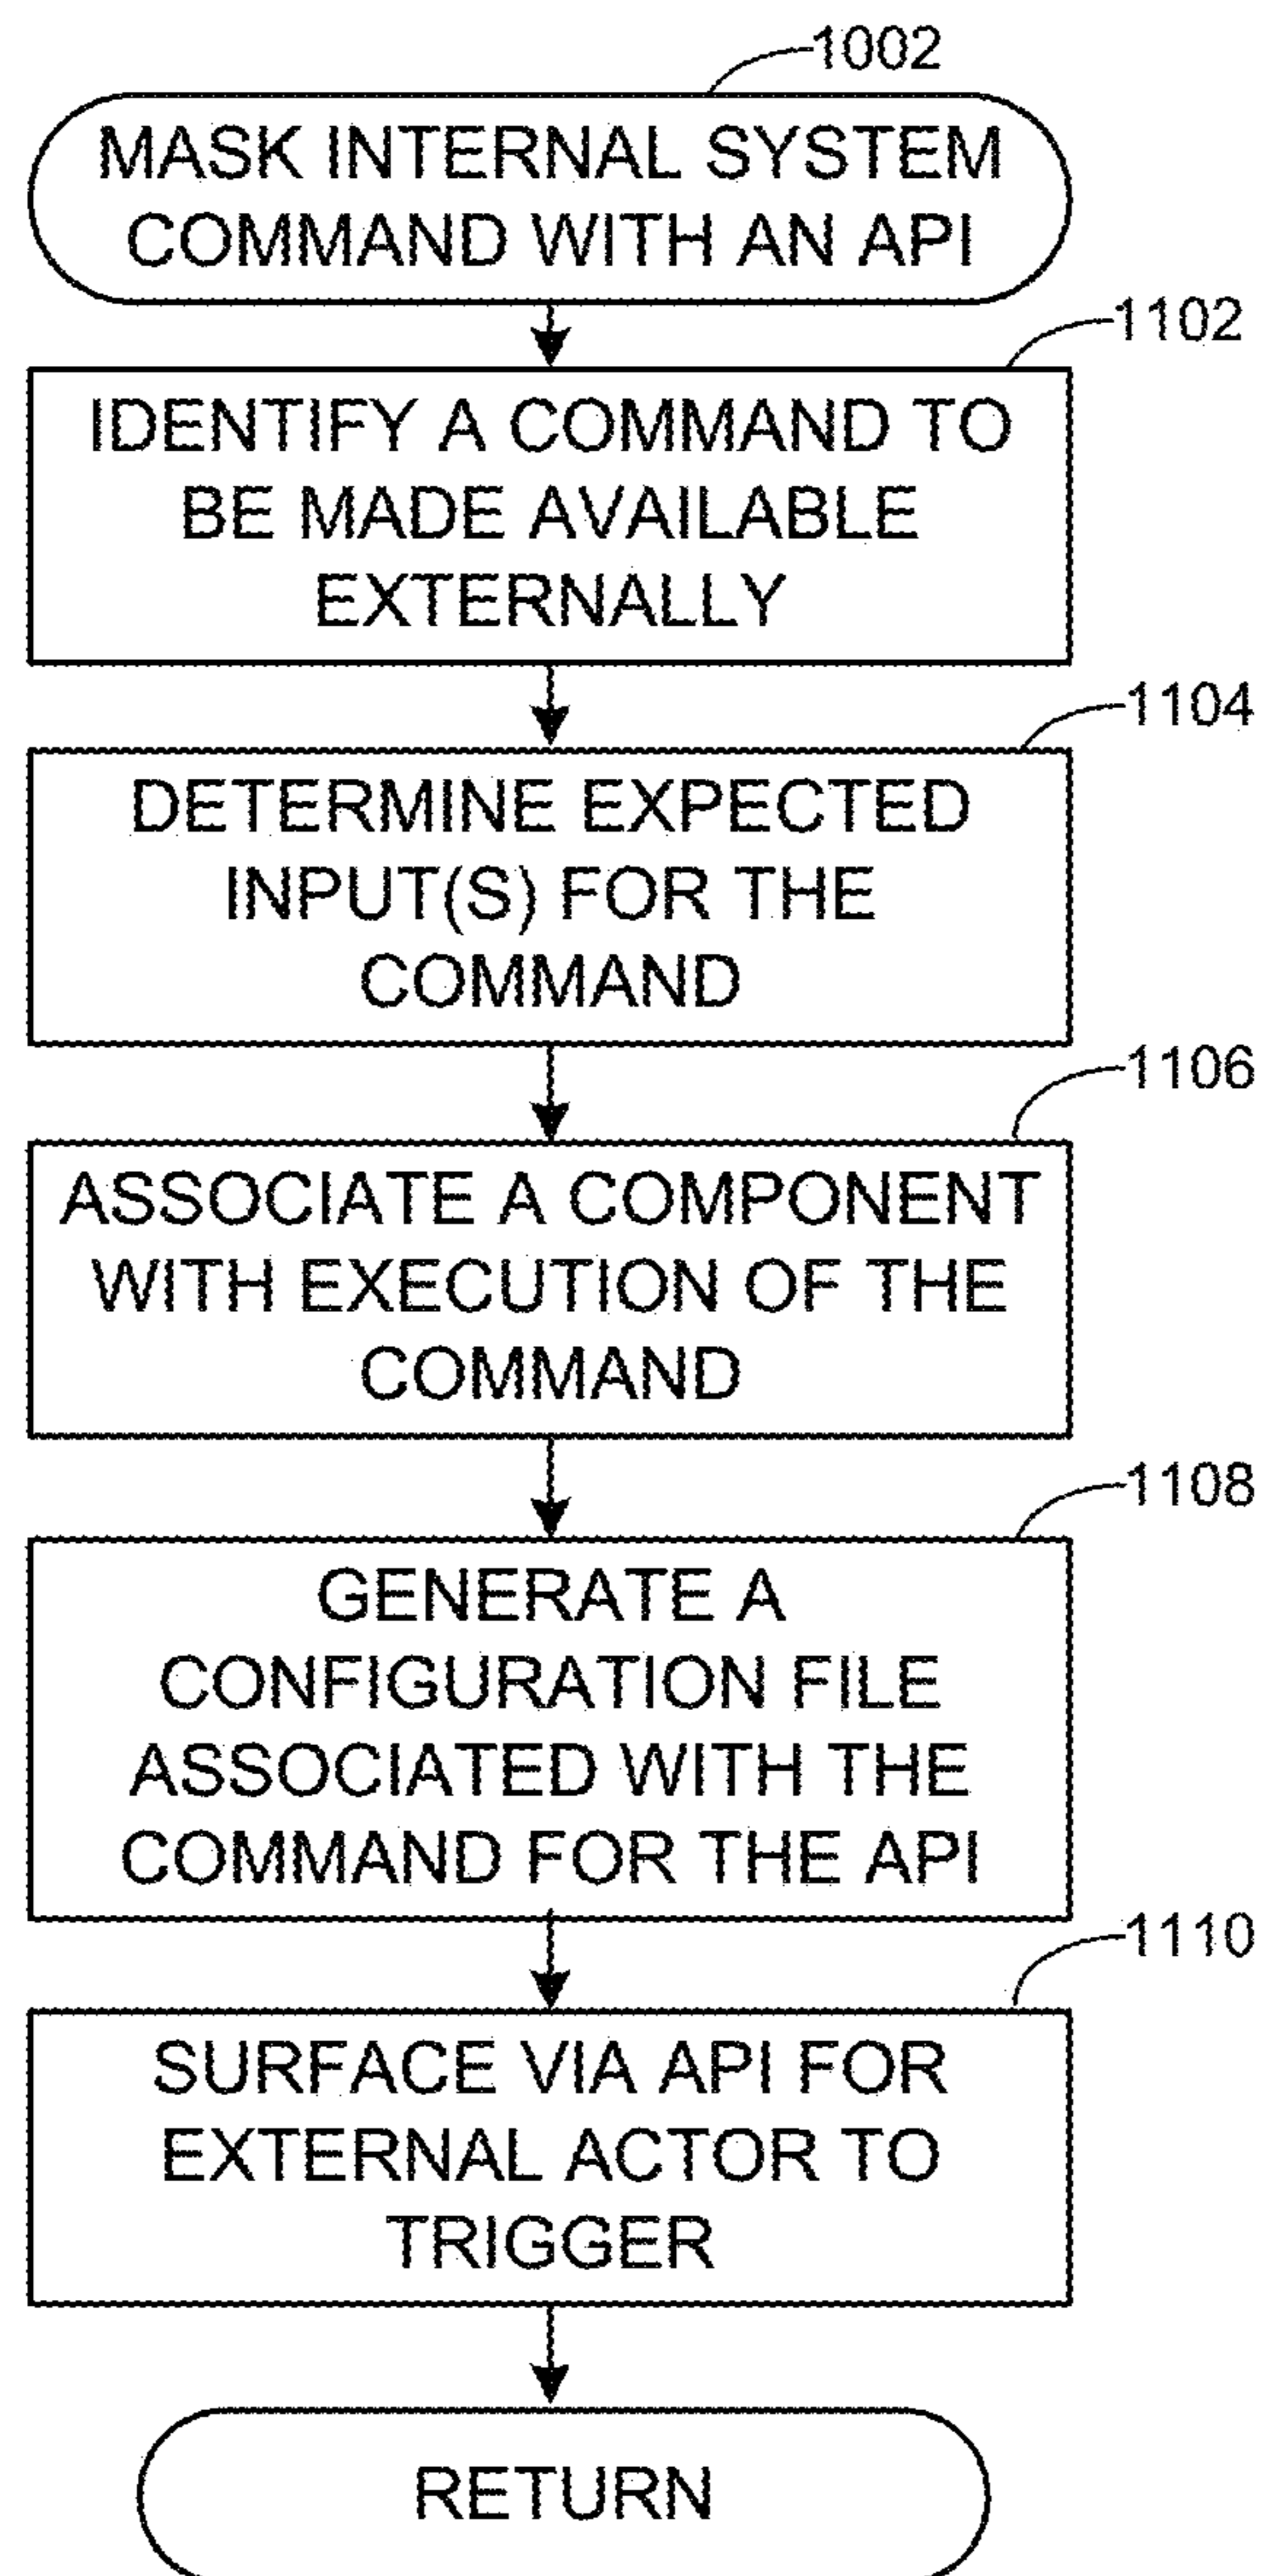 1002
MASK INTERNAL SYSTEM
COMMAND WITH AN API
1102
IDENTIFY A COMMAND TO
BE MADE AVAILABLE
EXTERNALLY
1104
DETERMINE EXPECTED
INPUT(S) FOR THE
COMMAND
1106
ASSOCIATE A COMPONENT
WITH EXECUTION OF THE
COMMAND
1108
GENERATE A
CONFIGURATION FILE
ASSOCIATED WITH THE
COMMAND FOR THE API
1110
SURFACE VIA API FOR
EXTERNAL ACTOR TO
TRIGGER
RETURN